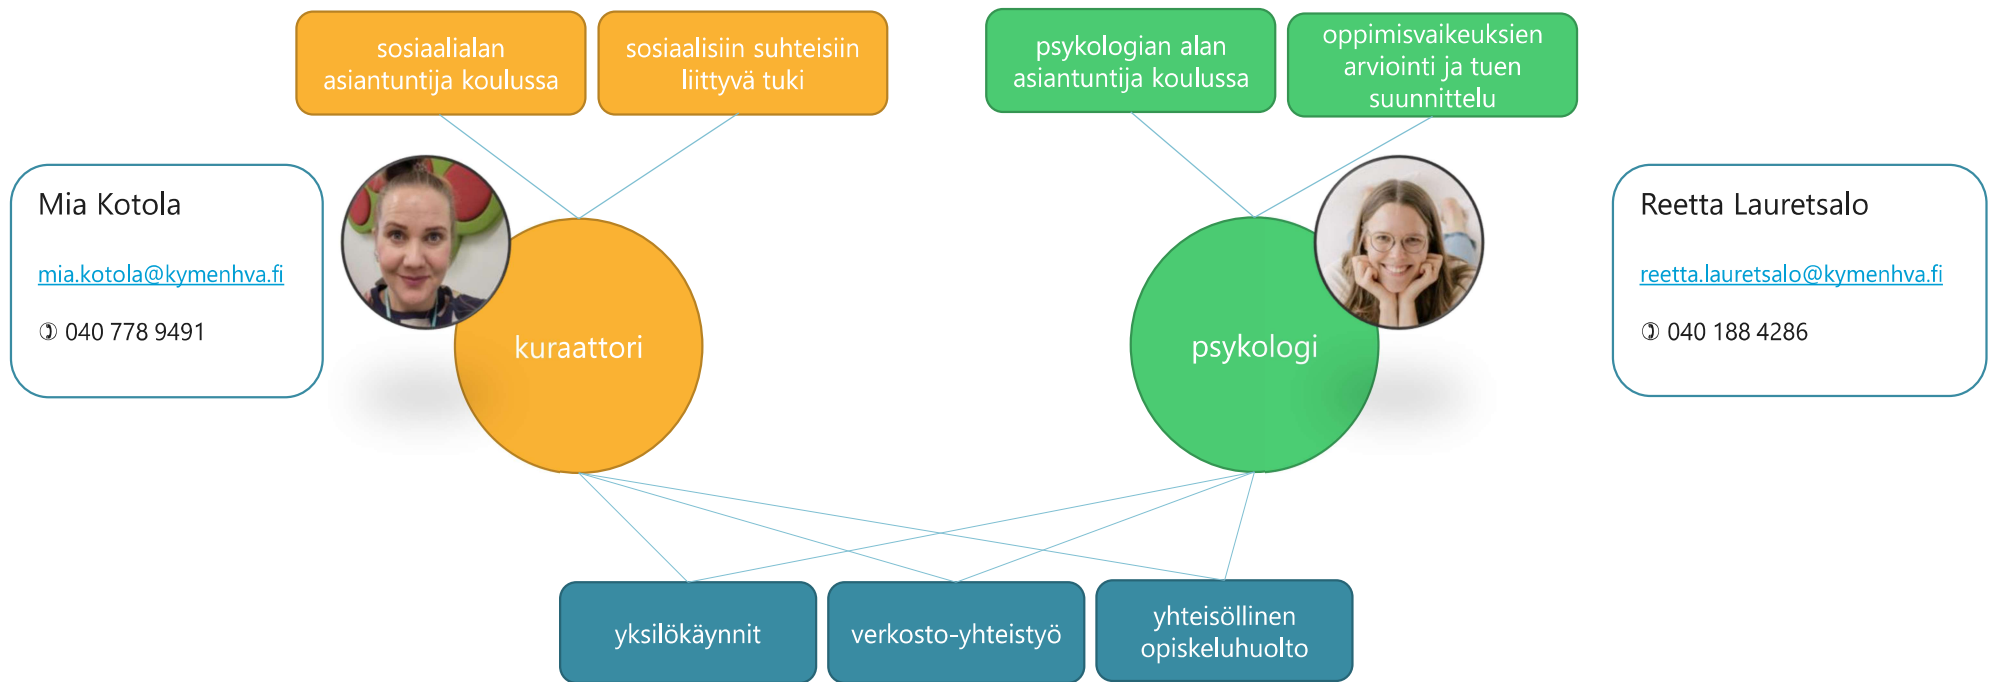 sosiaalialan
asiantuntija koulussa
sosiaalisiin suhteisiin
liittyvä tuki
psykologian alan
asiantuntija koulussa
oppimisvaikeuksien
arviointi ja tuen
suunnittelu
Mia Kotola
mia.kotola@kymenhva.fi
✆ 040 778 9491
kuraattori
psykologi
Reetta Lauretsalo
reetta.lauretsalo@kymenhva.fi
✆ 040 188 4286
yksilökäynnit
verkosto-yhteistyö
yhteisöllinen
opiskeluhuolto